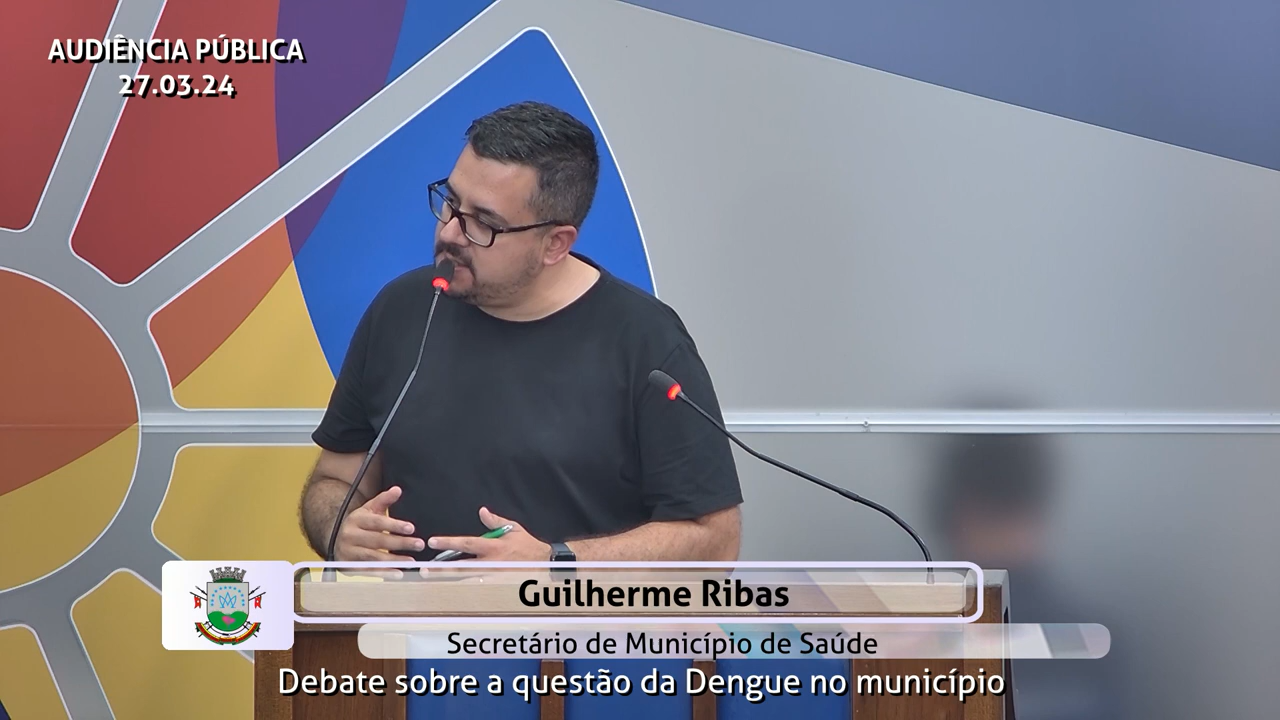 AUDIÊNCIA PÚBLICA
27.03.24
Guilherme Ribas
Secretário de Município de Saúde
Debate sobre a questão da Dengue no município